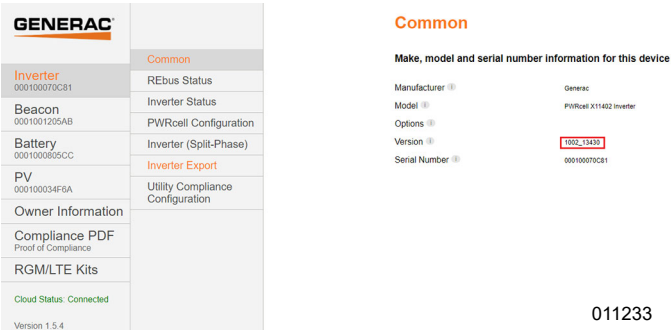 GENERAC
Inverter
000100070C81
Beacon
0001001205AB
Battery
0001000805CC
PV
000100034F6A
Owner Information
Compliance PDF
Proof of Compliance
RGM/LTE Kits
Cloud Status: Connected
Version 1.5.4
Common
REbus Status
Inverter Status
PWRcell Configuration
Inverter (Split-Phase)
Inverter Export
Utility Compliance
Configuration
Common
Make, model and serial number information for this device
Manufacturer Generac
Model PWRcell X11402 Inverter
Options
Version 1002_13430
Serial Number 000100070C81
011233